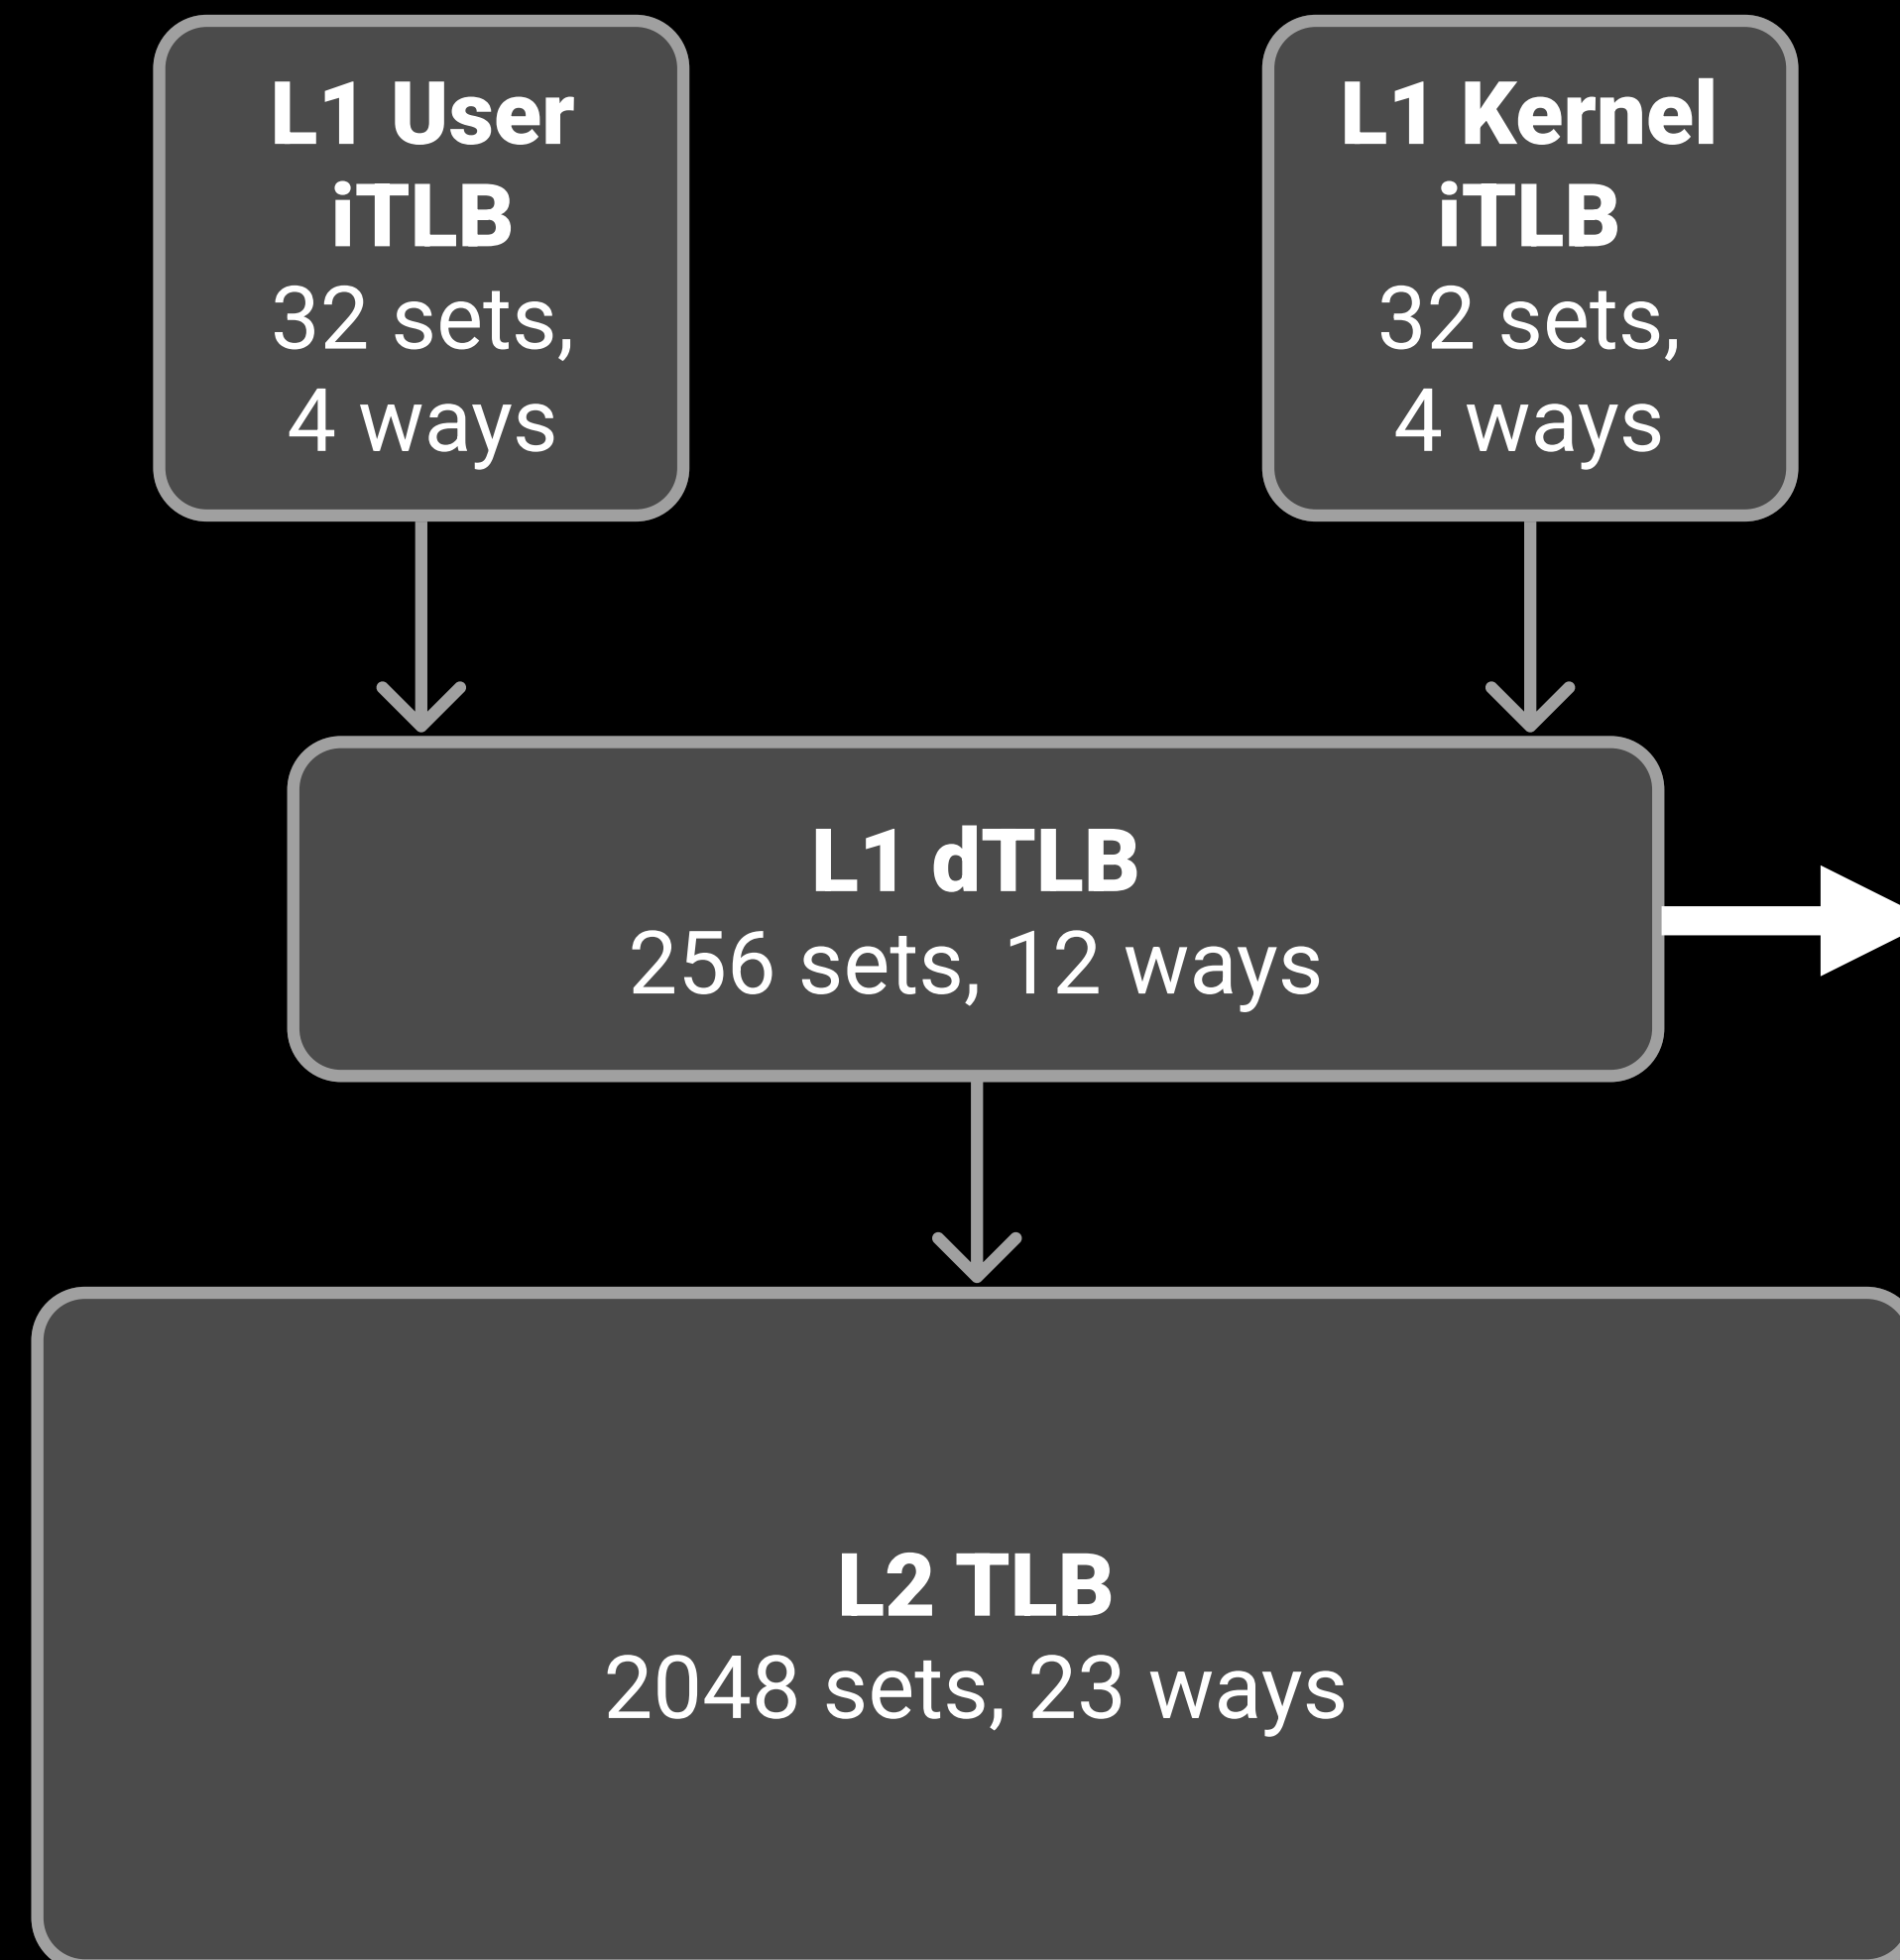 L1 User
iTLB
32 sets,
4 ways
L1 Kernel
iTLB
32 sets,
4 ways
L1 dTLB
256 sets, 12 ways
L2 TLB
2048 sets, 23 ways